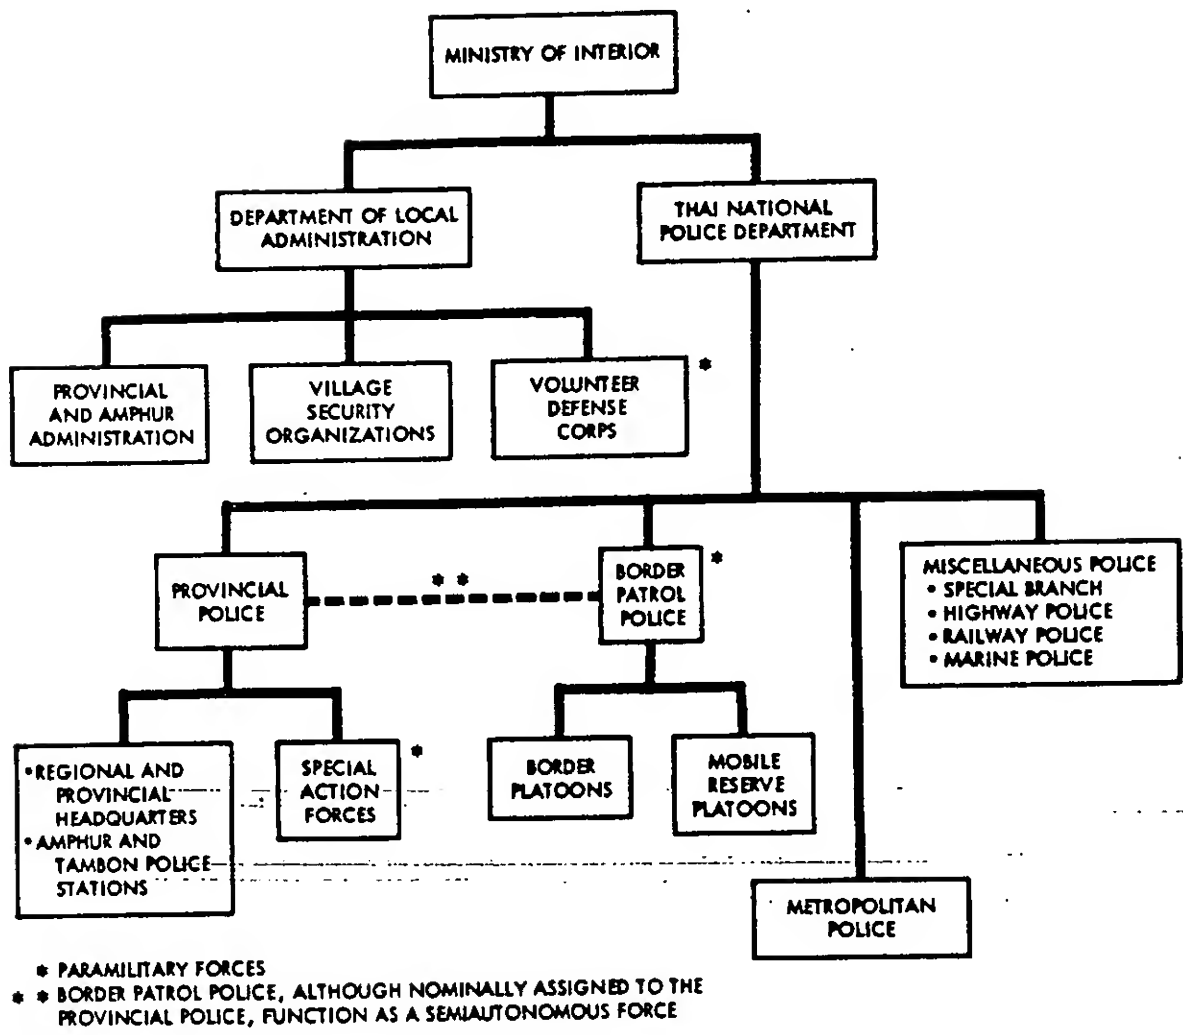 MINISTRY OF INTERIOR
DEPARTMENT OF LOCAL
ADMINISTRATION
THAI NATIONAL
POLICE DEPARTMENT
PROVINCIAL
AND AMPHUR
ADMINISTRATION
VILLAGE
SECURITY
ORGANIZATIONS
*
VOLUNTEER
DEFENSE
CORPS
PROVINCIAL
POLICE
* *
*
BORDER
PATROL
POLICE
MISCELLANEOUS POLICE
• SPECIAL BRANCH
• HIGHWAY POLICE
• RAILWAY POLICE
• MARINE POLICE
• REGIONAL AND
PROVINCIAL
HEADQUARTERS
• AMPHUR AND
TAMBON POLICE
STATIONS
*
SPECIAL
ACTION
FORCES
BORDER
PLATOONS
MOBILE
RESERVE
PLATOONS
METROPOLITAN
POLICE
* PARAMILITARY FORCES
* * BORDER PATROL POLICE, ALTHOUGH NOMINALLY ASSIGNED TO THE
PROVINCIAL POLICE, FUNCTION AS A SEMIAUTONOMOUS FORCE